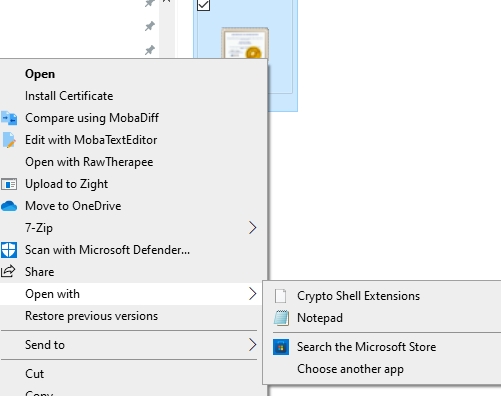 Open
Install Certificate
Compare using MobaDiff
Edit with MobaTextEditor
Open with RawTherapee
Upload to Zight
Move to OneDrive
7-Zip
Scan with Microsoft Defender...
Share
Open with
Restore previous versions
Send to
Cut
Copy
Crypto Shell Extensions
Notepad
Search the Microsoft Store
Choose another app